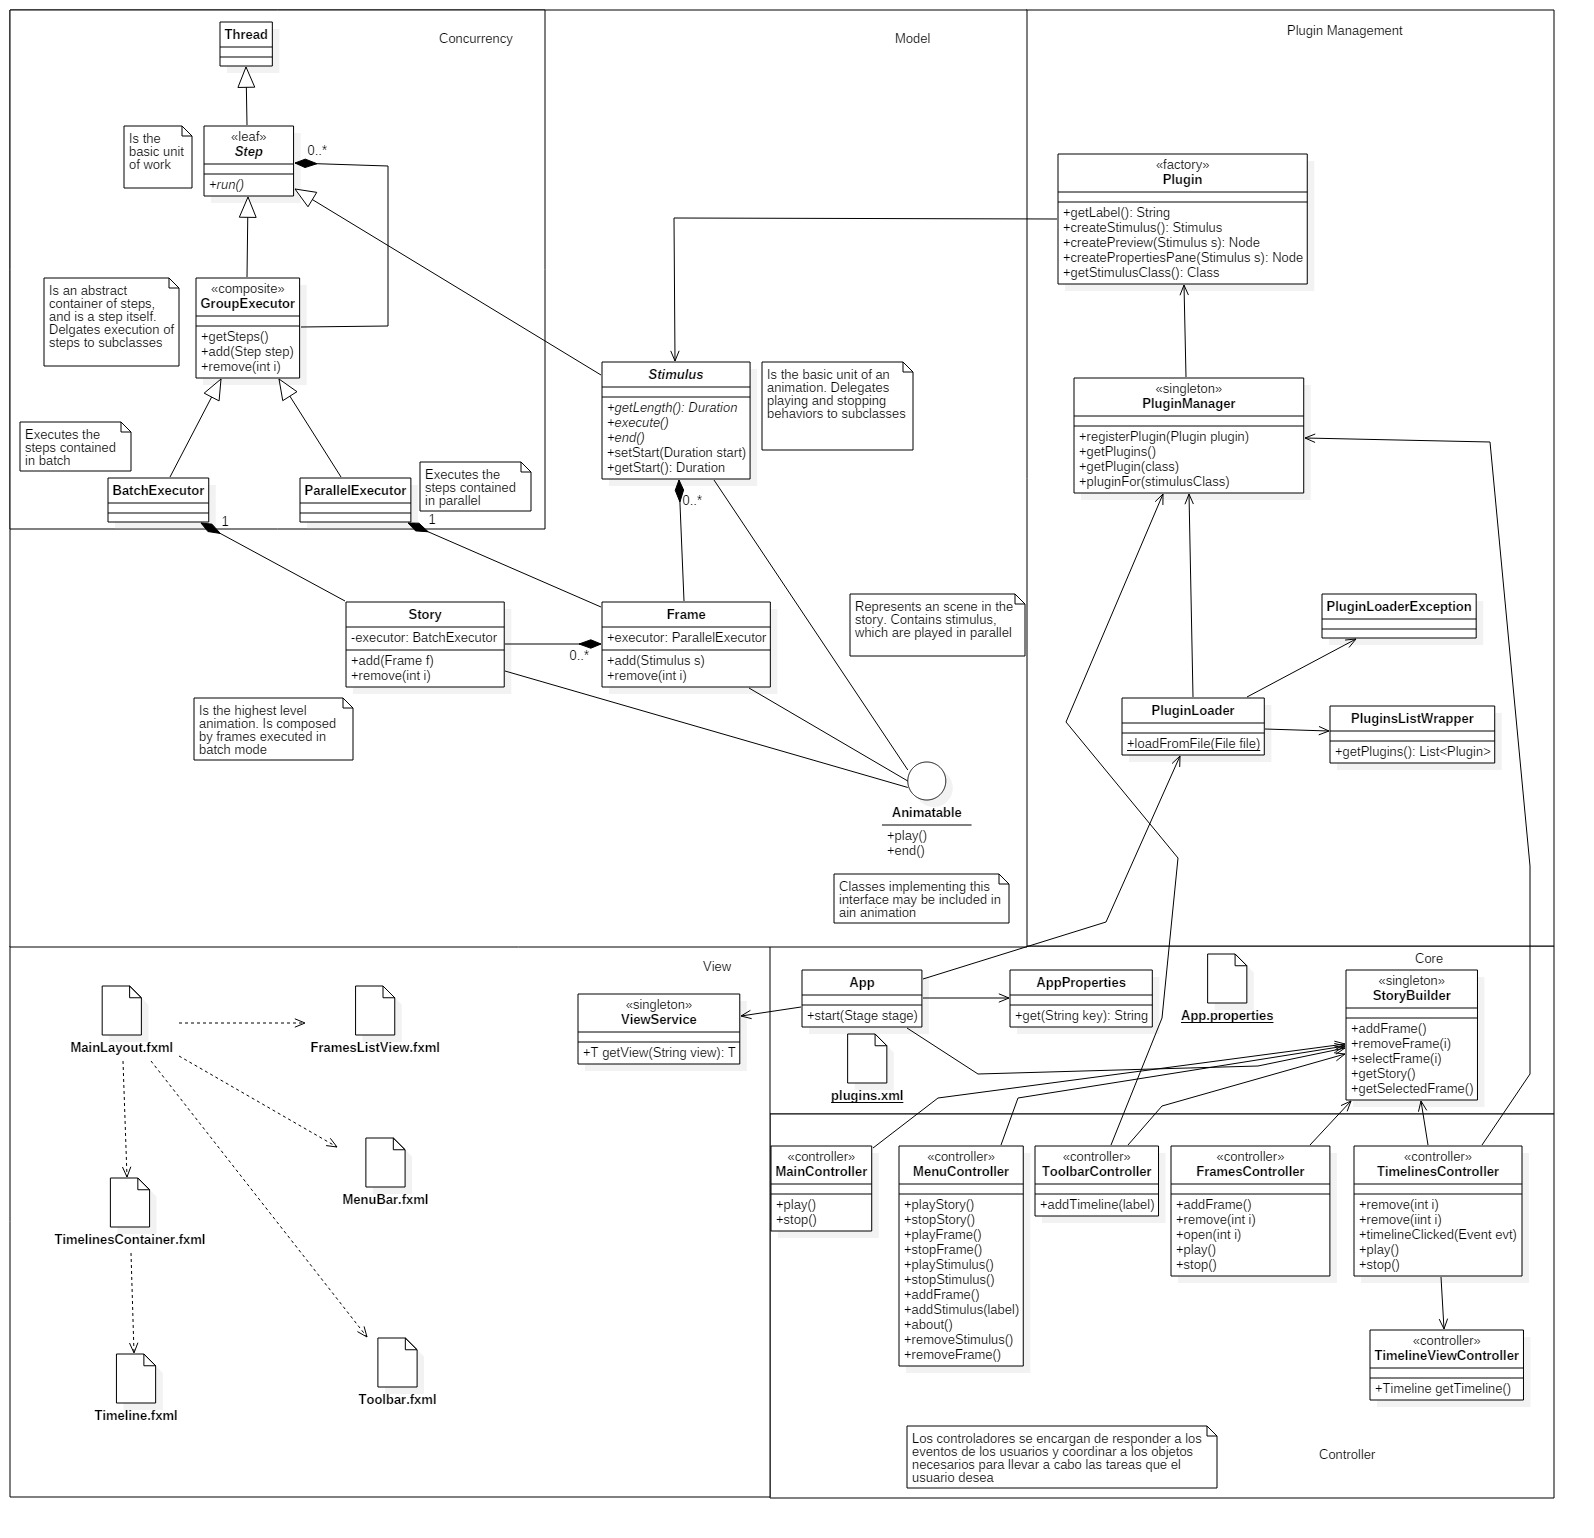 Concurrency
Thread
Is the
basic unit
of work
«leaf»
Step
+run()
0..*
Is an abstract
container of steps,
and is a step itself.
Delgates execution of
steps to subclasses
«composite»
GroupExecutor
+getSteps()
+add(Step step)
+remove(int i)
Executes the
steps contained
in batch
BatchExecutor
1
ParallelExecutor
1
Executes the
steps contained
in parallel
Model
Stimulus
+getLength(): Duration
+execute()
+end()
+setStart(Duration start)
+getStart(): Duration
0..*
Is the basic unit of an
animation. Delegates
playing and stopping
behaviors to subclasses
Story
-executor: BatchExecutor
+add(Frame f)
+remove(int i)
0..*
Frame
+executor: ParallelExecutor
+add(Stimulus s)
+remove(int i)
Represents an scene in the
story. Contains stimulus,
which are played in parallel
Is the highest level
animation. Is composed
by frames executed in
batch mode
Animatable
+play()
+end()
Classes implementing this
interface may be included in
ain animation
Plugin Management
«factory»
Plugin
+getLabel(): String
+createStimulus(): Stimulus
+createPreview(Stimulus s): Node
+createPropertiesPane(Stimulus s): Node
+getStimulusClass(): Class
«singleton»
PluginManager
+registerPlugin(Plugin plugin)
+getPlugins()
+getPlugin(class)
+pluginFor(stimulusClass)
PluginLoaderException
PluginLoader
+loadFromFile(File file)
PluginsListWrapper
+getPlugins(): List<Plugin>
View
MainLayout.fxml
FramesListView.fxml
MenuBar.fxml
TimelinesContainer.fxml
Timeline.fxml
Toolbar.fxml
«singleton»
ViewService
+T getView(String view): T
Core
App
+start(Stage stage)
AppProperties
+get(String key): String
App.properties
plugins.xml
«singleton»
StoryBuilder
+addFrame()
+removeFrame(i)
+selectFrame(i)
+getStory()
+getSelectedFrame()
«controller»
MainController
+play()
+stop()
«controller»
MenuController
+playStory()
+stopStory()
+playFrame()
+stopFrame()
+playStimulus()
+stopStimulus()
+addFrame()
+addStimulus(label)
+about()
+removeStimulus()
+removeFrame()
«controller»
ToolbarController
+addTimeline(label)
«controller»
FramesController
+addFrame()
+remove(int i)
+open(int i)
+play()
+stop()
«controller»
TimelinesController
+remove(int i)
+remove(iint i)
+timelineClicked(Event evt)
+play()
+stop()
«controller»
TimelineViewController
+Timeline getTimeline()
Los controladores se encargan de responder a los
eventos de los usuarios y coordinar a los objetos
necesarios para llevar a cabo las tareas que el
usuario desea
Controller